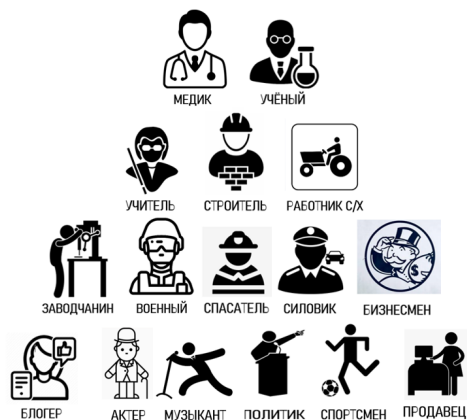 МЕДИК УЧЁНЫЙ
УЧИТЕЛЬ СТРОИТЕЛЬ РАБОТНИК С/Х
ЗАВОДЧАНИН ВОЕННЫЙ СПАСАТЕЛЬ СИЛОВИК БИЗНЕСМЕН
$
БЛОГЕР АКТЕР МУЗЫКАНТ ПОЛИТИК СПОРТСМЕН ПРОДАВЕЦ